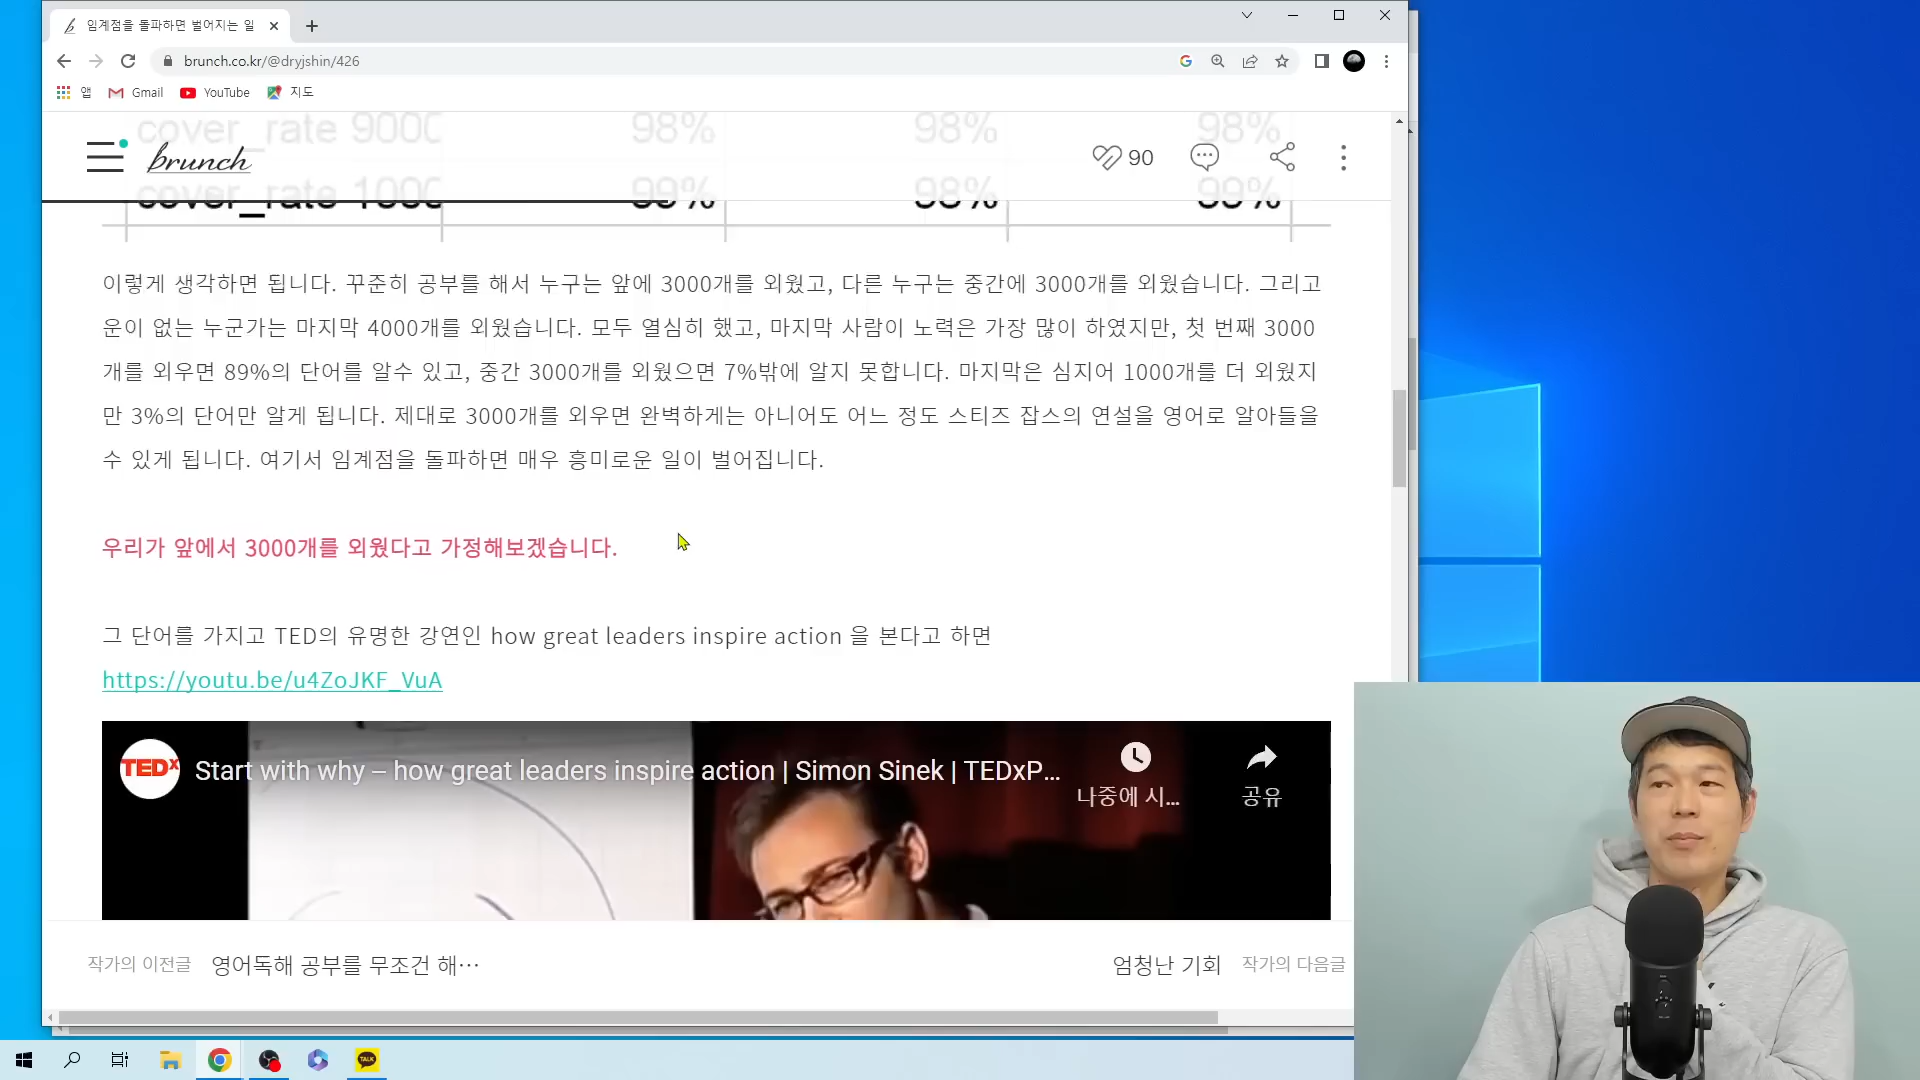 임계점을 돌파하면 벌어지는 일
brunch.co.kr/@dryjshin/426
앱 Gmail YouTube 지도
cover_rate 9000 98% 98% 98%
brunch 90
cover_rate 1000 99% 98% 99%
이렇게 생각하면 됩니다. 꾸준히 공부를 해서 누구는 앞에 3000개를 외웠고, 다른 누구는 중간에 3000개를 외웠습니다. 그리고
운이 없는 누군가는 마지막 4000개를 외웠습니다. 모두 열심히 했고, 마지막 사람이 노력은 가장 많이 하였지만, 첫 번째 3000
개를 외우면 89%의 단어를 알수 있고, 중간 3000개를 외웠으면 7%밖에 알지 못합니다. 마지막은 심지어 1000개를 더 외웠지
만 3%의 단어만 알게 됩니다. 제대로 3000개를 외우면 완벽하게는 아니어도 어느 정도 스티즈 잡스의 연설을 영어로 알아들을
수 있게 됩니다. 여기서 임계점을 돌파하면 매우 흥미로운 일이 벌어집니다.
우리가 앞에서 3000개를 외웠다고 가정해보겠습니다.
그 단어를 가지고 TED의 유명한 강연인 how great leaders inspire action 을 본다고 하면
https://youtu.be/u4ZoJKF_VuA
TEDx Start with why – how great leaders inspire action | Simon Sinek | TEDxP...
나중에 시... 공유
작가의 이전글 영어독해 공부를 무조건 해… 엄청난 기회 작가의 다음글
TALK